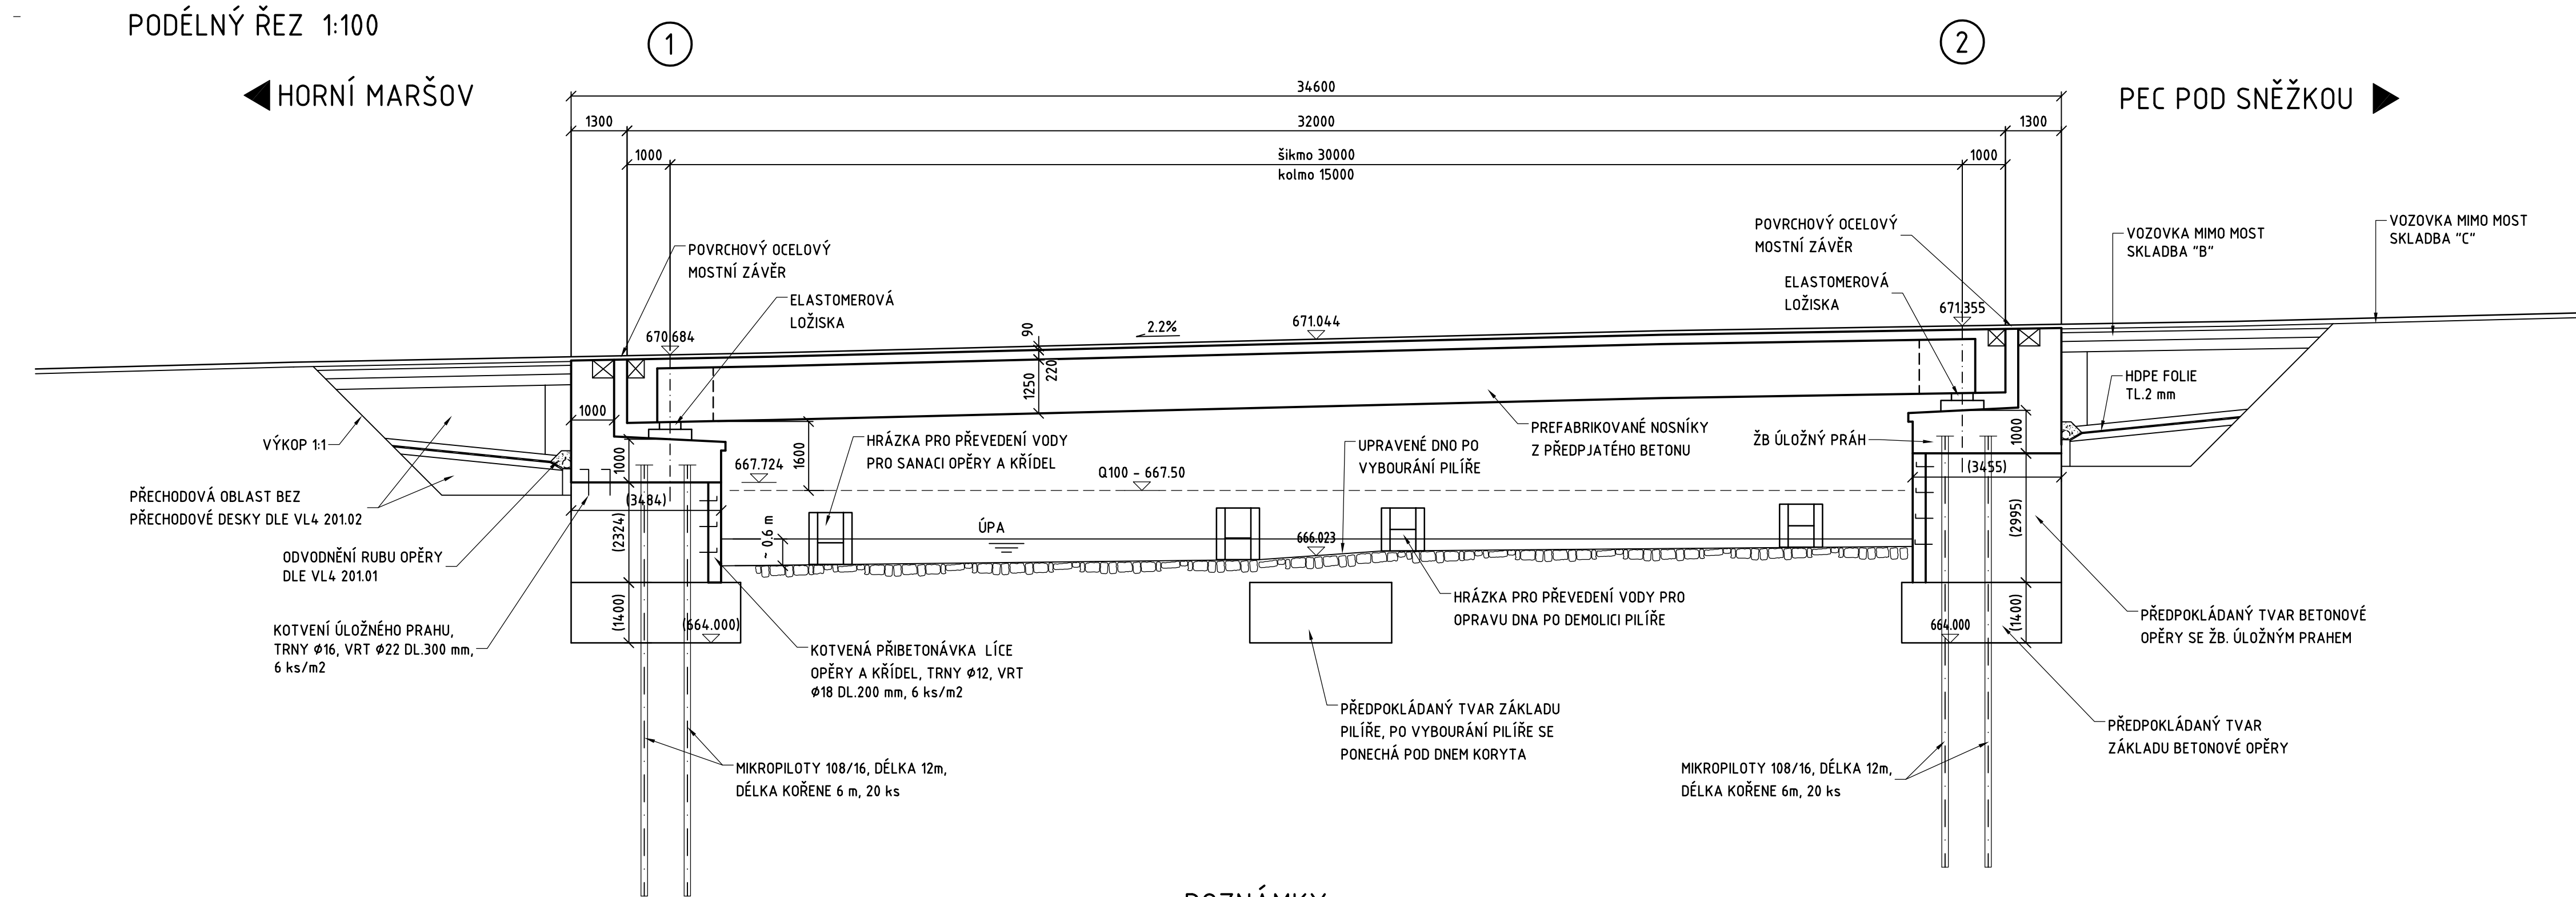 PODÉLNÝ ŘEZ 1:100
1
2
HORNÍ MARŠOV
PEC POD SNĚŽKOU
34600
1300
32000
1300
1000
šikmo 30000
1000
kolmo 15000
POVRCHOVÝ OCELOVÝ
MOSTNÍ ZÁVĚR
ELASTOMEROVÁ
LOŽISKA
POVRCHOVÝ OCELOVÝ
MOSTNÍ ZÁVĚR
ELASTOMEROVÁ
LOŽISKA
VOZOVKA MIMO MOST
SKLADBA "B"
VOZOVKA MIMO MOST
SKLADBA "C"
670.684
90
2.2%
671.044
671.355
220
1250
1000
1600
VÝKOP 1:1
HRÁZKA PRO PŘEVEDENÍ VODY
PRO SANACI OPĚRY A KŘÍDEL
UPRAVENÉ DNO PO
VYBOURÁNÍ PILÍŘE
PREFABRIKOVANÉ NOSNÍKY
Z PŘEDPJATÉHO BETONU
ŽB ÚLOŽNÝ PRÁH
HDPE FOLIE
TL.2 mm
1000
667.724
Q100 - 667.50
1000
(3455)
(3484)
PŘECHODOVÁ OBLAST BEZ
PŘECHODOVÉ DESKY DLE VL4 201.02
(2324)
~ 0.6 m
ÚPA
666.023
(2995)
ODVODNĚNÍ RUBU OPĚRY
DLE VL4 201.01
(1400)
(664.000)
664.000
(1400)
HRÁZKA PRO PŘEVEDENÍ VODY PRO
OPRAVU DNA PO DEMOLICI PILÍŘE
PŘEDPOKLÁDANÝ TVAR BETONOVÉ
OPĚRY SE ŽB. ÚLOŽNÝM PRAHEM
KOTVENÍ ÚLOŽNÉHO PRAHU,
TRNY ϕ16, VRT ϕ22 DL.300 mm,
6 ks/m2
KOTVENÁ PŘIBETONÁVKA LÍCE
OPĚRY A KŘÍDEL, TRNY ϕ12, VRT
ϕ18 DL.200 mm, 6 ks/m2
PŘEDPOKLÁDANÝ TVAR ZÁKLADU
PILÍŘE, PO VYBOURÁNÍ PILÍŘE SE
PONECHÁ POD DNEM KORYTA
PŘEDPOKLÁDANÝ TVAR
ZÁKLADU BETONOVÉ OPĚRY
MIKROPILOTY 108/16, DÉLKA 12m,
DÉLKA KOŘENE 6 m, 20 ks
MIKROPILOTY 108/16, DÉLKA 12m,
DÉLKA KOŘENE 6m, 20 ks
POZNÁMKY